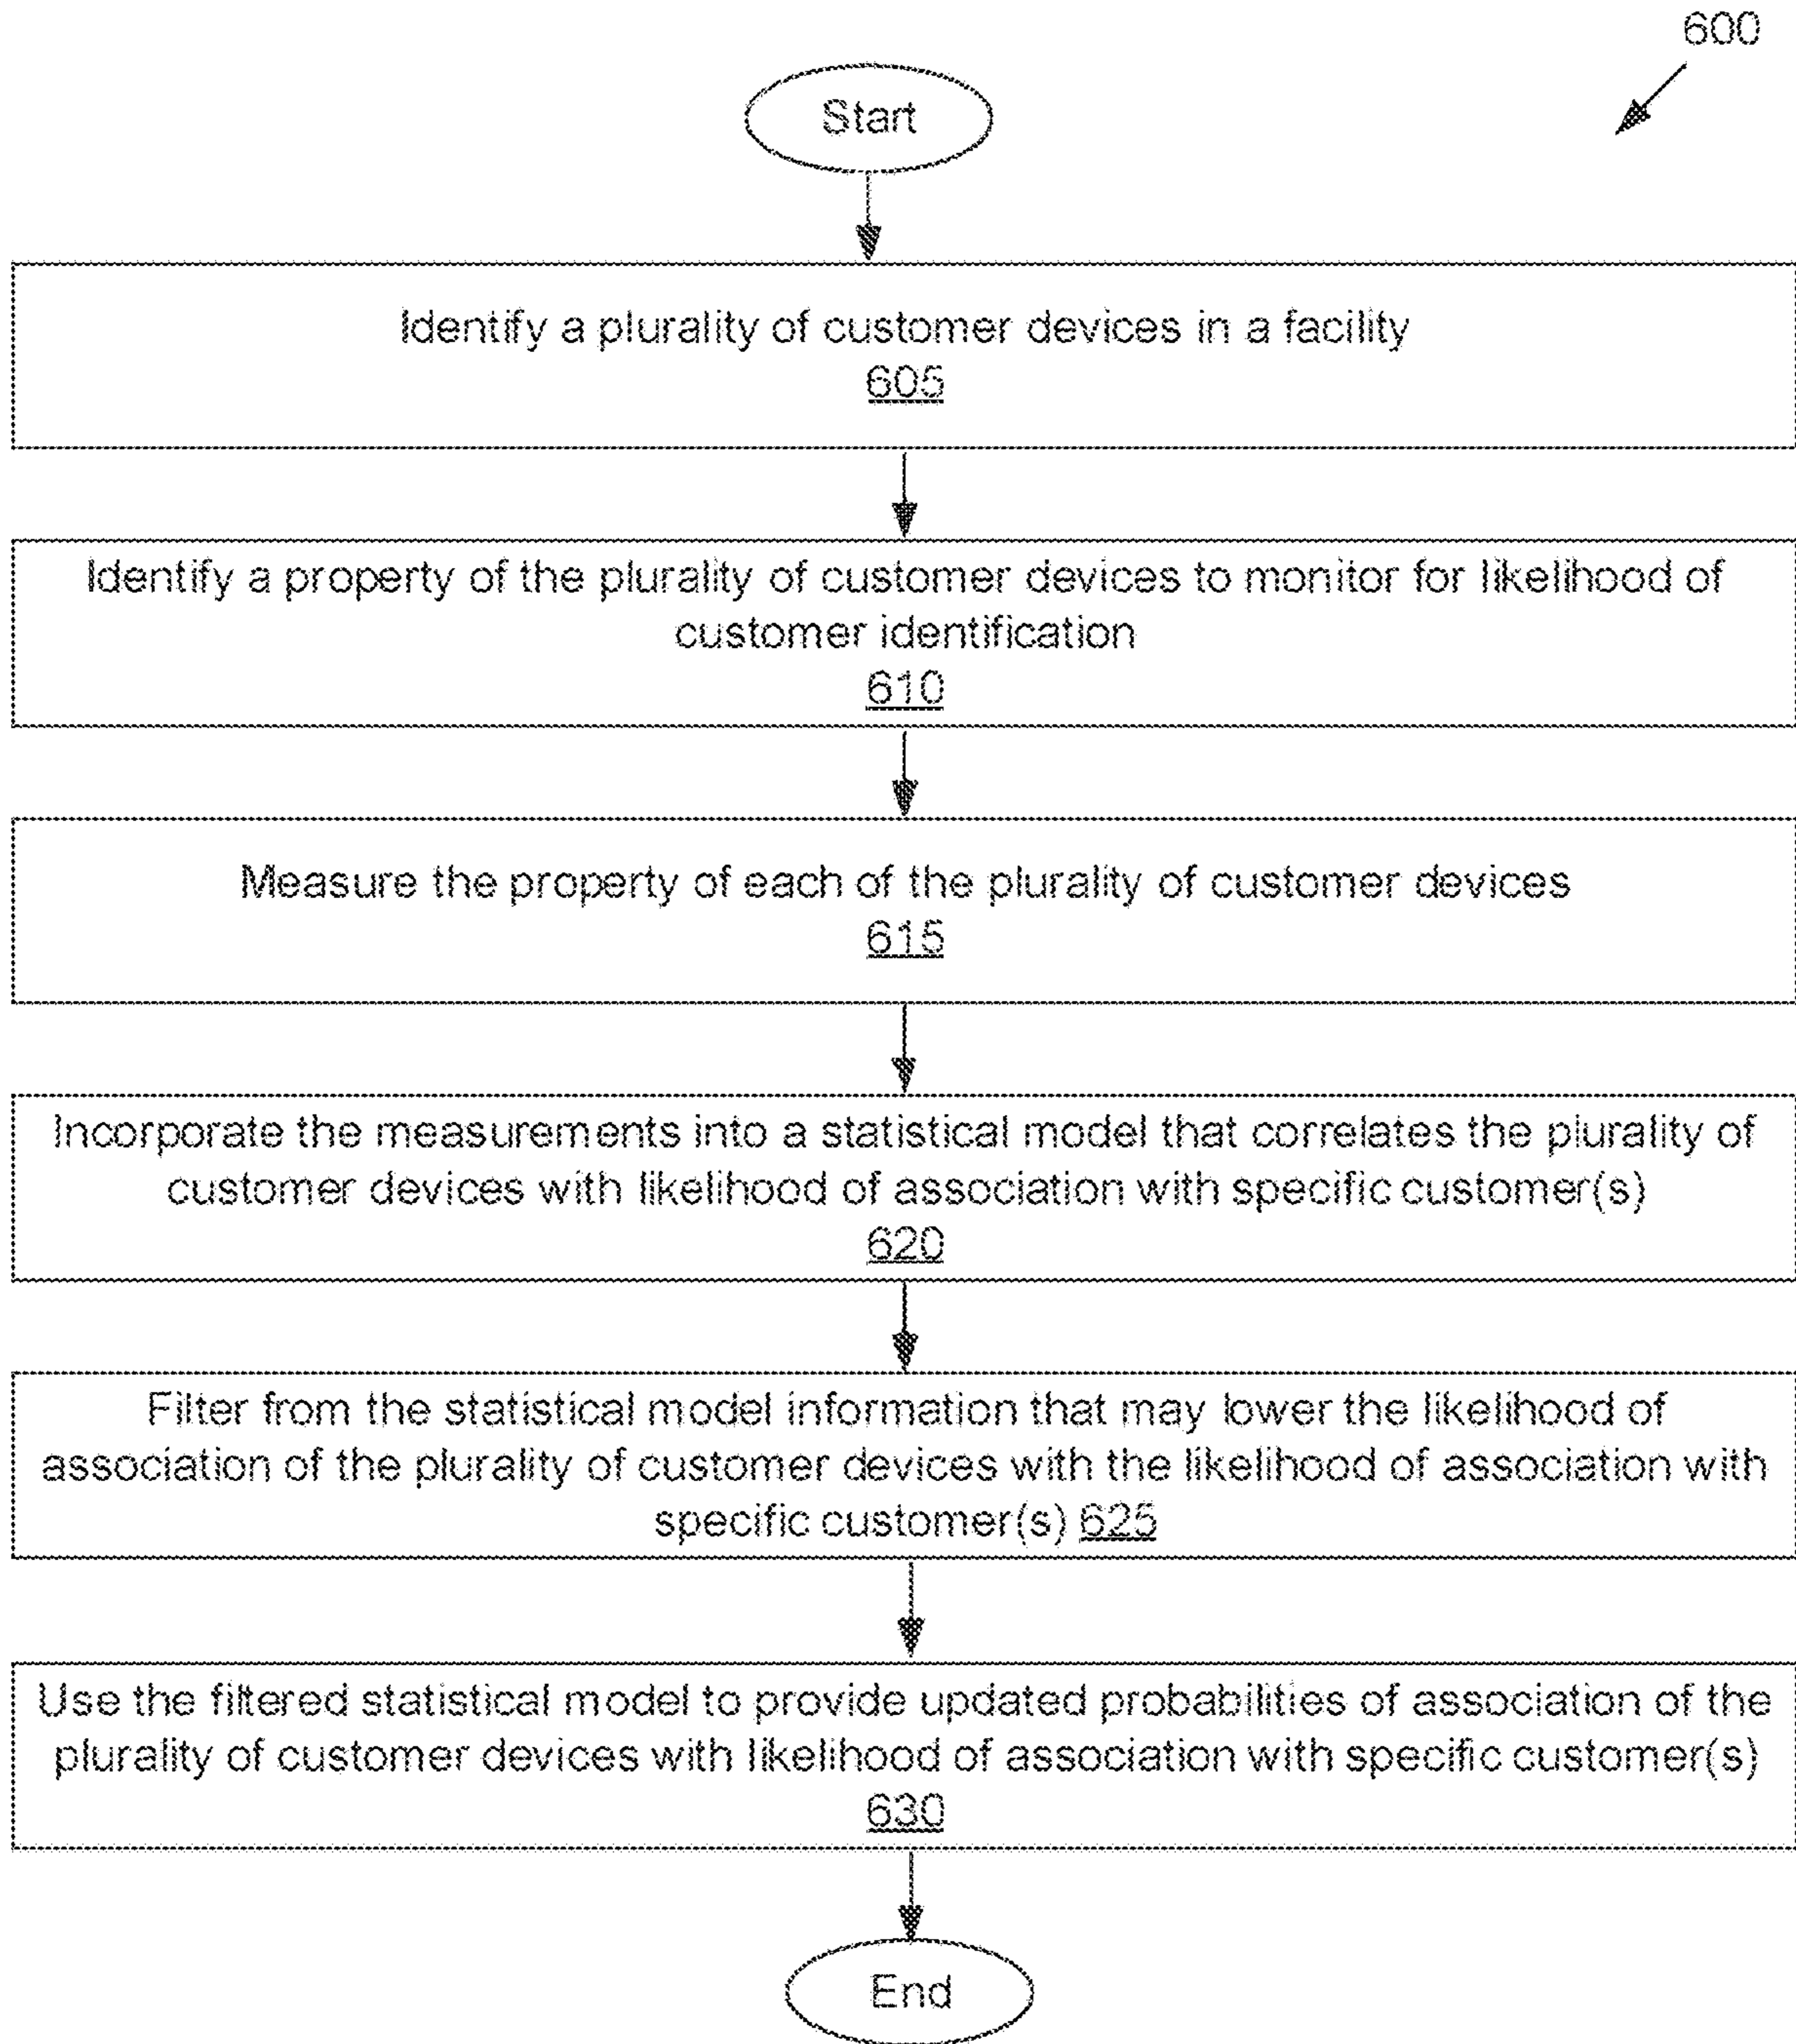 600
Start
Identify a plurality of customer devices in a facility
605
Identify a property of the plurality of customer devices to monitor for likelihood of
customer identification
610
Measure the property of each of the plurality of customer devices
615
Incorporate the measurements into a statistical model that correlates the plurality of
customer devices with likelihood of association with specific customer(s)
620
Filter from the statistical model information that may lower the likelihood of
association of the plurality of customer devices with the likelihood of association with
specific customer(s) 625
Use the filtered statistical model to provide updated probabilities of association of the
plurality of customer devices with likelihood of association with specific customer(s)
630
End